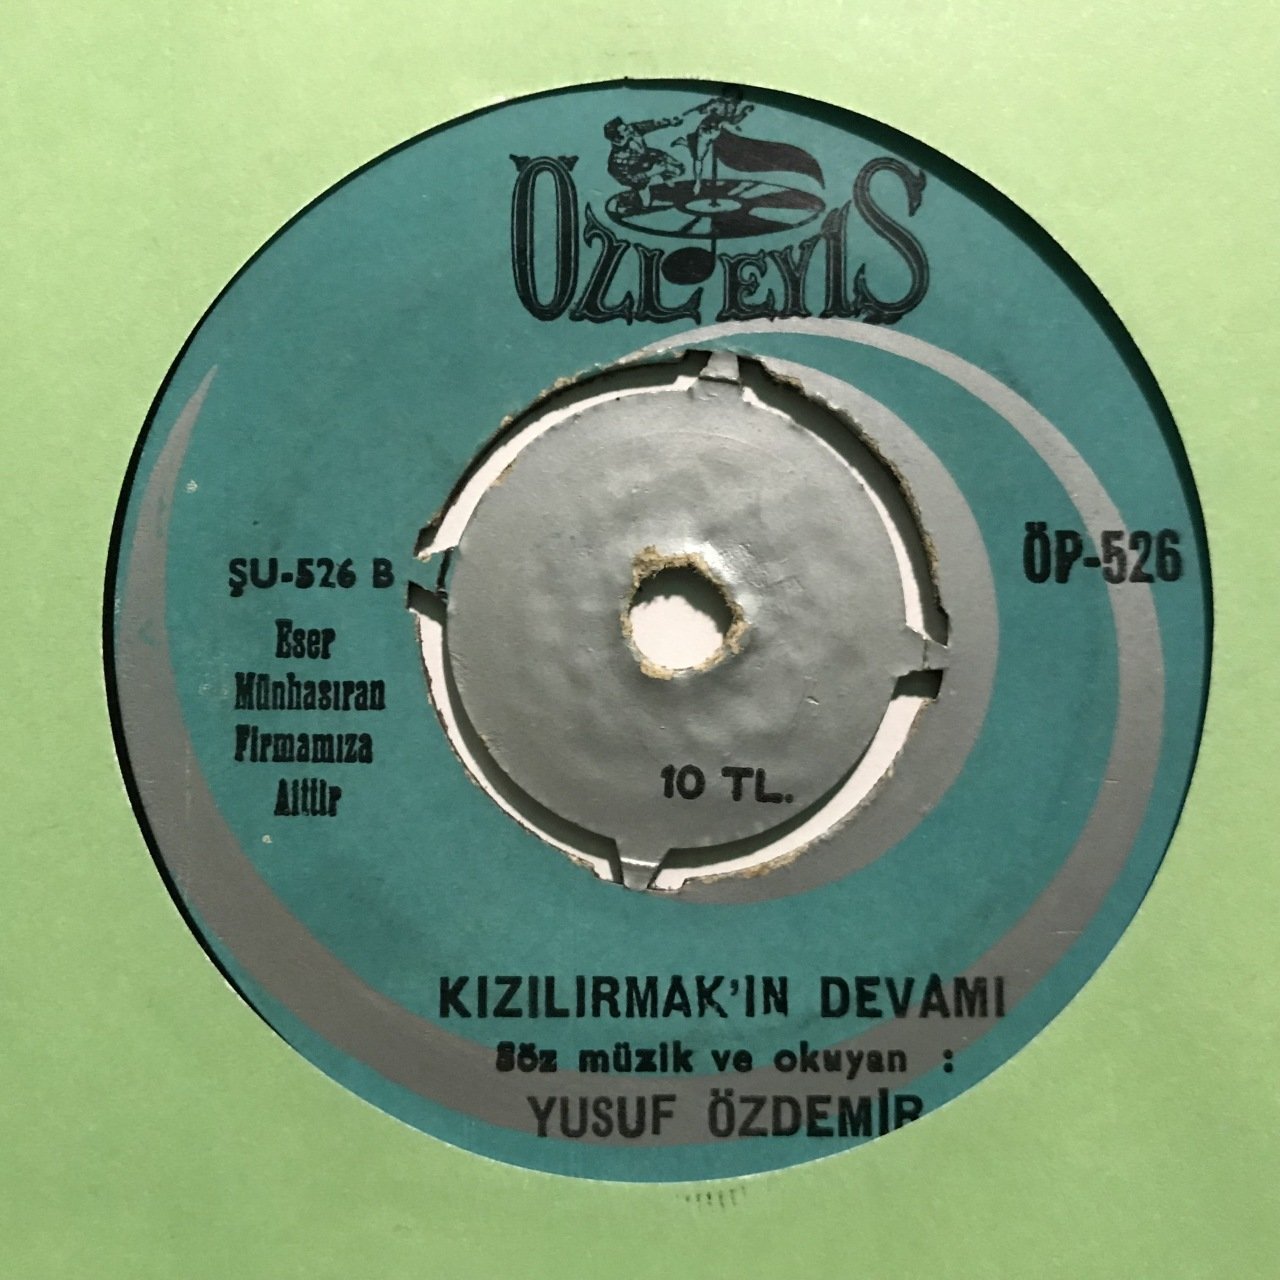 ÖZLEYIS
ŞU-526 B
ÖP-526
Eser
Münhasıran
Firmamıza
Aittir
10 TL.
KIZILIRMAK'IN DEVAMI
Söz müzik ve okuyan :
YUSUF ÖZDEMİR